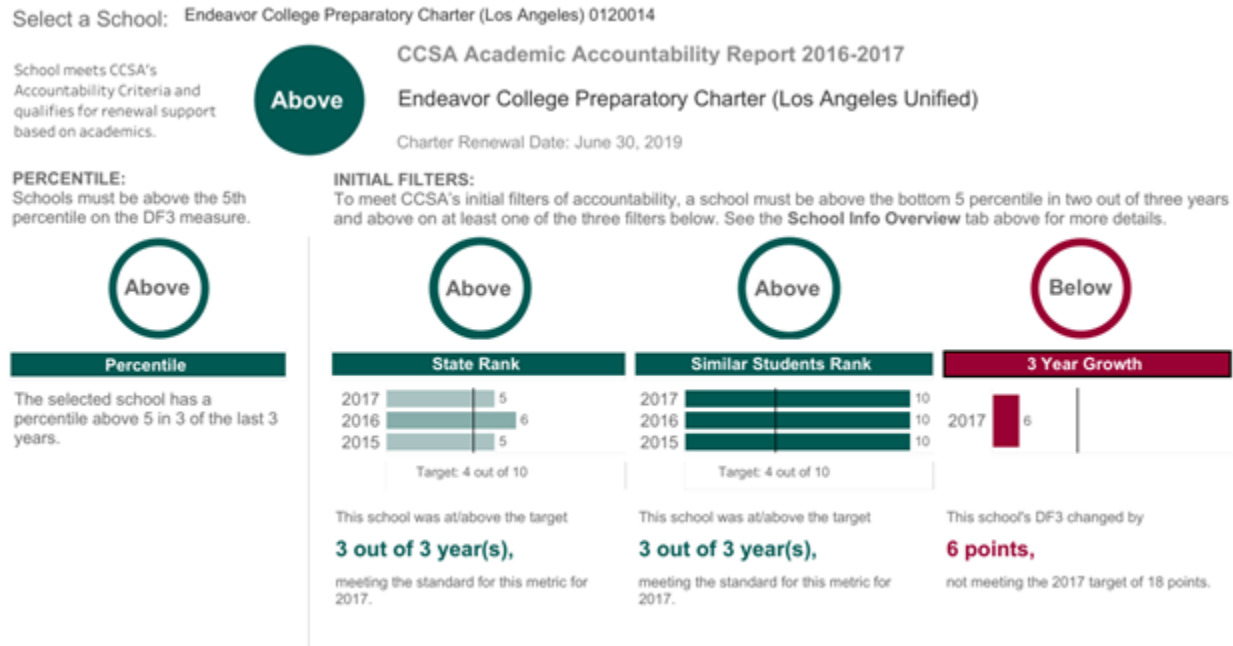 Select a School: Endeavor College Preparatory Charter (Los Angeles) 0120014
School meets CCSA's
Accountability Criteria and
qualifies for renewal support
based on academics.
Above
CCSA Academic Accountability Report 2016-2017
Endeavor College Preparatory Charter (Los Angeles Unified)
Charter Renewal Date: June 30, 2019
PERCENTILE:
Schools must be above the 5th
percentile on the DF3 measure.
INITIAL FILTERS:
To meet CCSA's initial filters of accountability, a school must be above the bottom 5 percentile in two out of three years
and above on at least one of the three filters below. See the School Info Overview tab above for more details.
Above
Percentile
The selected school has a
percentile above 5 in 3 of the last 3
years.
Above
State Rank
2017 5
2016 6
2015 5
Target: 4 out of 10
This school was at/above the target
3 out of 3 year(s),
meeting the standard for this metric for
2017.
Above
Similar Students Rank
2017 10
2016 10
2015 10
Target: 4 out of 10
This school was at/above the target
3 out of 3 year(s),
meeting the standard for this metric for
2017.
Below
3 Year Growth
2017 6
This school's DF3 changed by
6 points,
not meeting the 2017 target of 18 points.